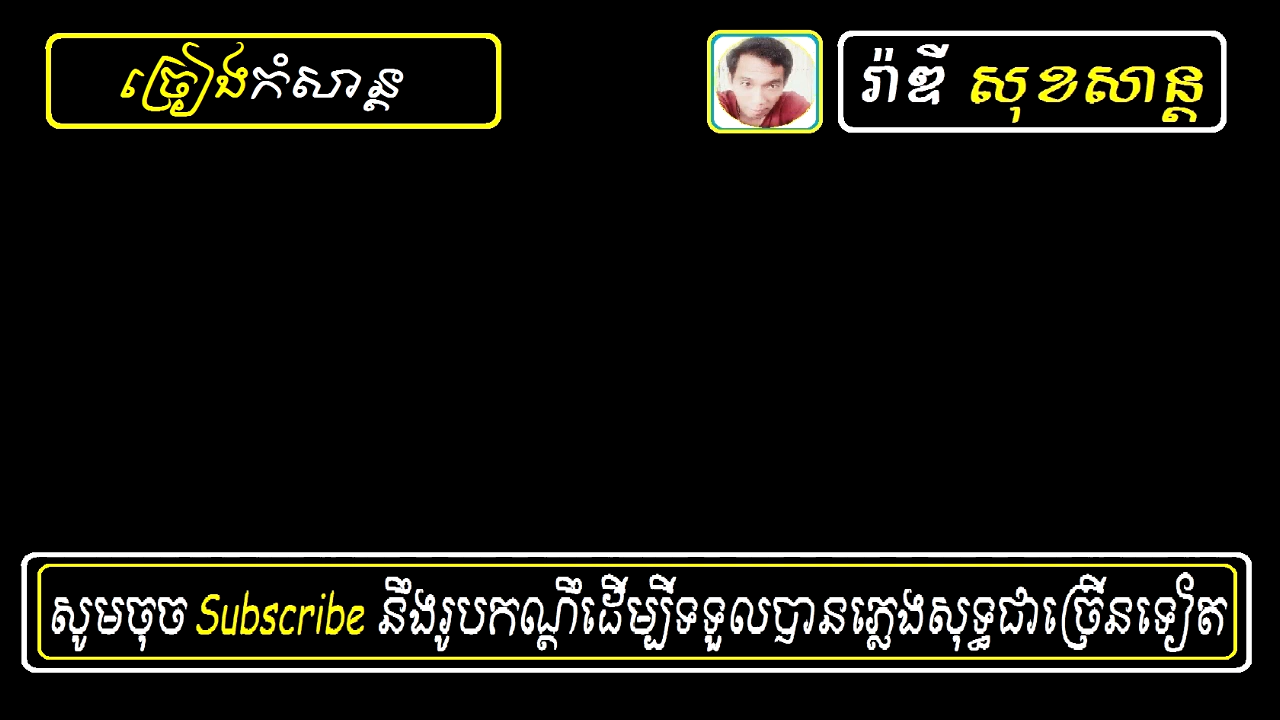 ច្រៀងកំសាន្ត
រ៉ាឌី សុខសាន្ត
សូមចុច Subscribe នឹងរូបកណ្ដឹដើម្បីទទួលបានភ្លេងសុទ្ធជាច្រើនទៀត